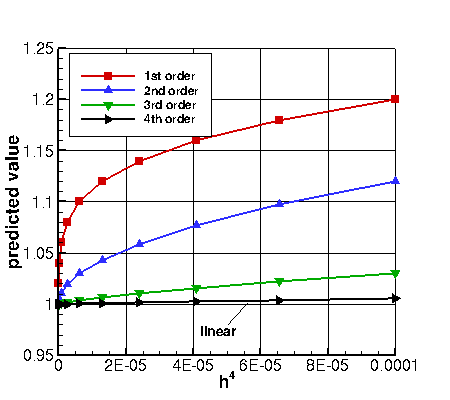 1.25
1.2
1.15
1.1
1.05
1
0.95
predicted value
1st order
2nd order
3rd order
4th order
linear
0 2E-05 4E-05 6E-05 8E-05 0.0001
h⁴